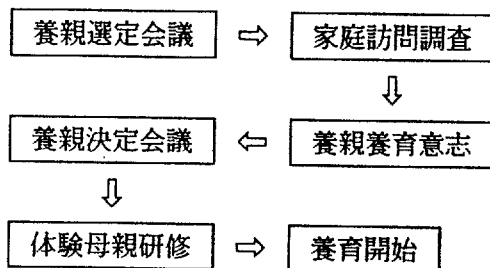 養親選定会議 ⇨ 家庭訪問調査
⇩
養親決定会議 ⇦ 養親養育意志
⇩
体験母親研修 ⇨ 養育開始